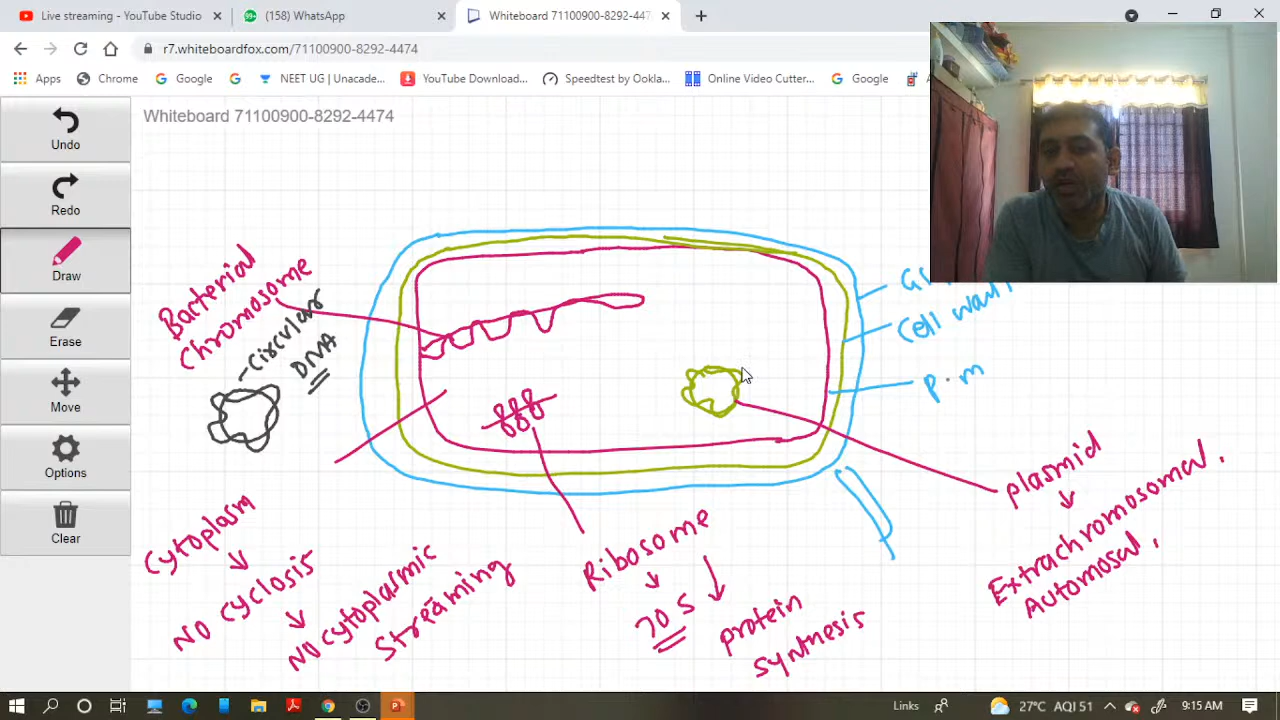 Live streaming - YouTube Studio
(158) WhatsApp
Whiteboard 71100900-8292-447
r7.whiteboardfox.com/71100900-8292-4474
Apps
Chrome
Google
NEET UG | Unacade...
YouTube Download...
Speedtest by Ookla...
Online Video Cutter...
Google
Undo
Redo
Draw
Erase
Move
Options
Clear
Whiteboard 71100900-8292-4474
Bacterial
Chromosome
- Circular
DNA
Cell wall
P. m
Cytoplasm
NO cyclosis
NO cytoplasmic
Streaming
Ribosome
70 S
protein
synthesis
plasmid
Extrachromosomal.
Automosal.
Links
27°C AQI 51
9:15 AM